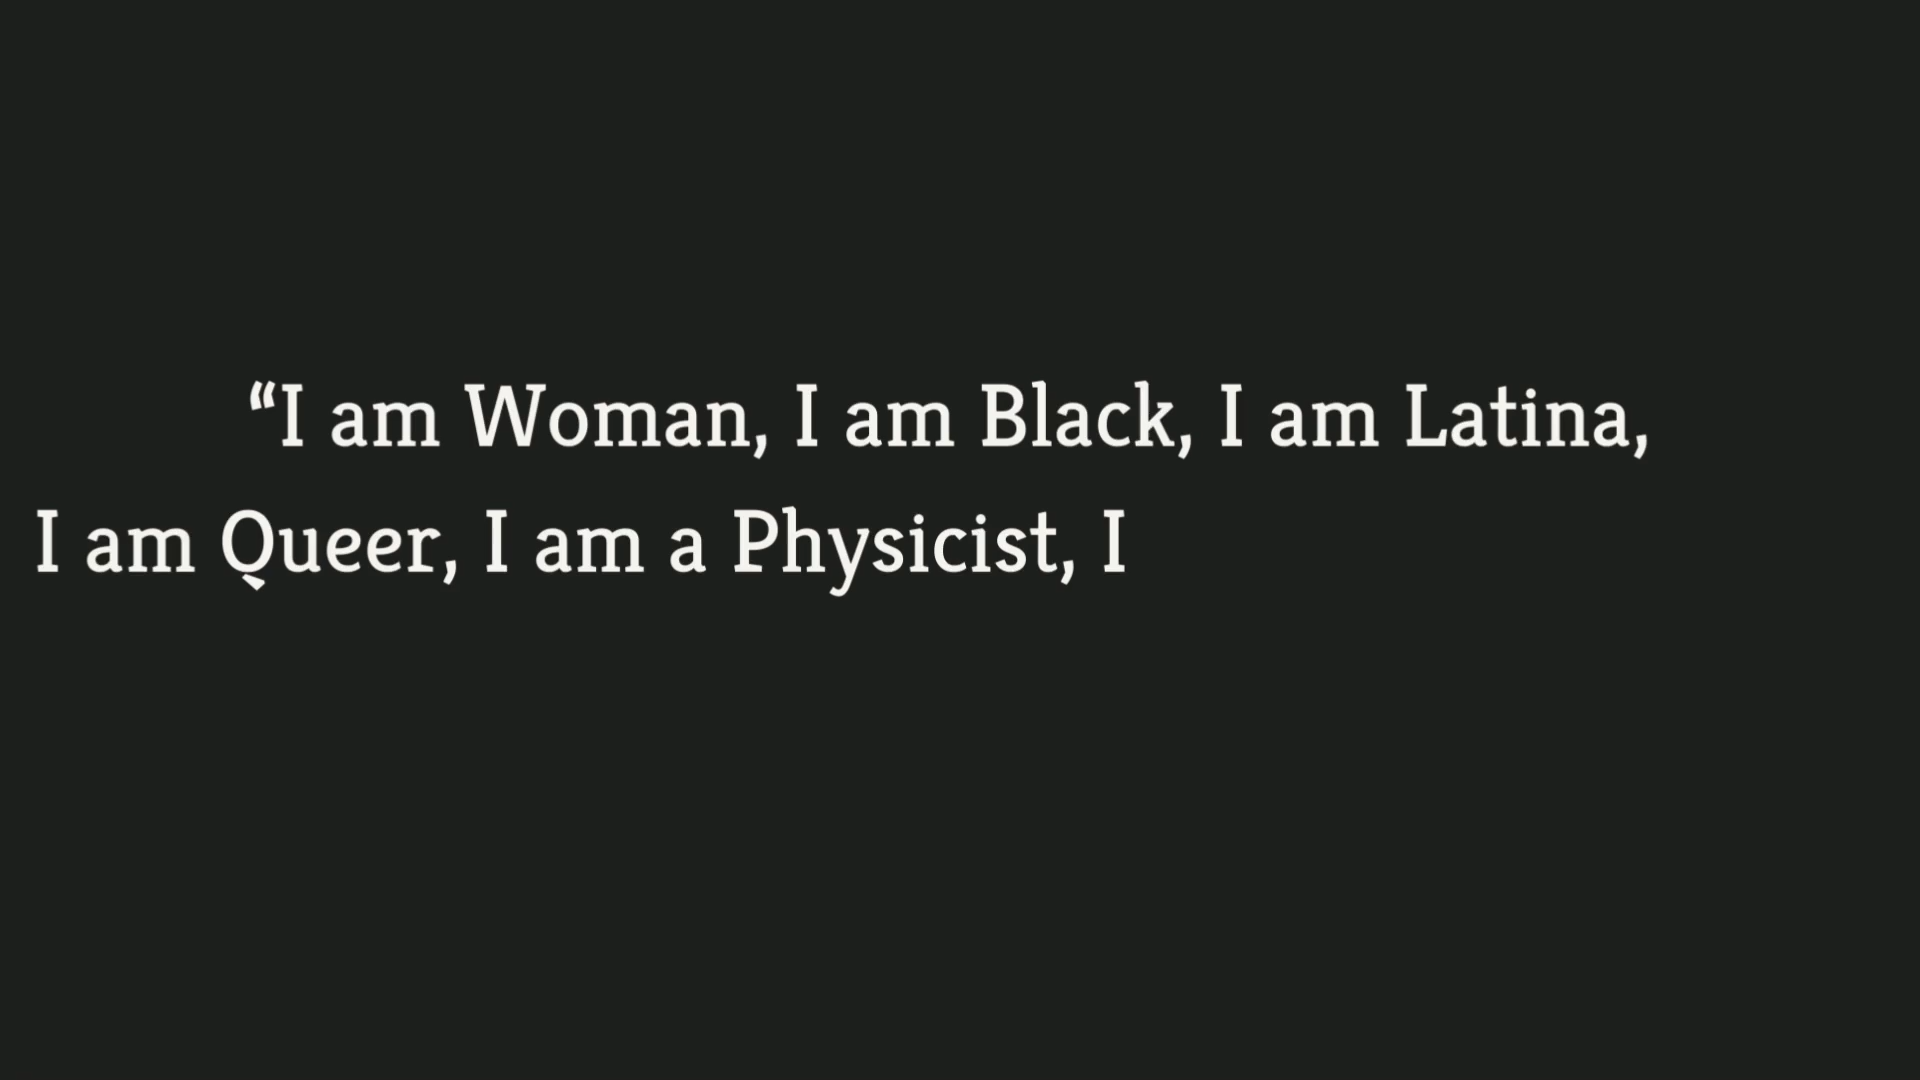 “I am Woman, I am Black, I am Latina,
I am Queer, I am a Physicist, I